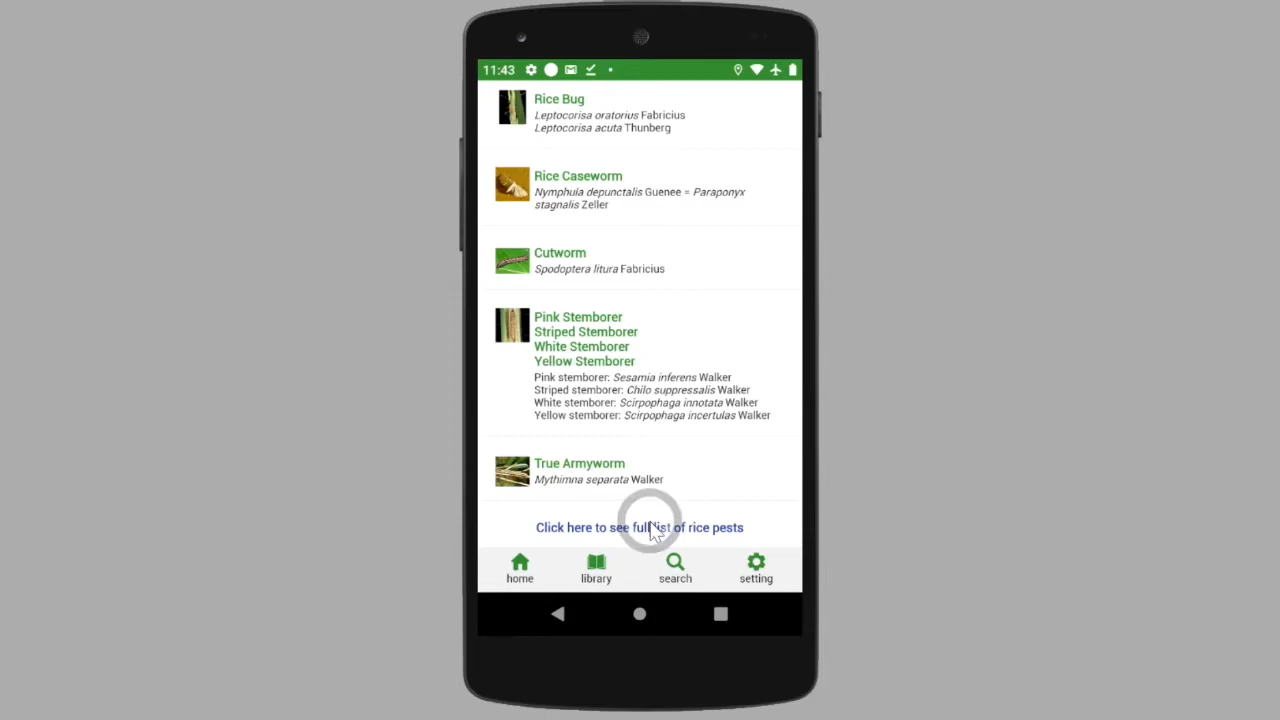 11:43
Rice Bug
Leptocorisa oratorius Fabricius
Leptocorisa acuta Thunberg
Rice Caseworm
Nymphula depunctalis Guenee = Paraponyx
stagnalis Zeller
Cutworm
Spodoptera litura Fabricius
Pink Stemborer
Striped Stemborer
White Stemborer
Yellow Stemborer
Pink stemborer: Sesamia inferens Walker
Striped stemborer: Chilo suppressalis Walker
White stemborer: Scirpophaga innotata Walker
Yellow stemborer: Scirpophaga incertulas Walker
True Armyworm
Mythimna separata Walker
Click here to see full list of rice pests
home library search setting